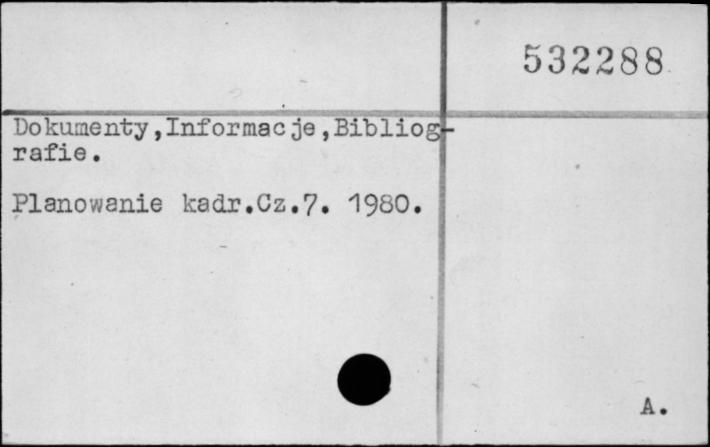 532288
Dokumenty,Informacje,Bibliog-
rafie.
Planowanie kadr.Cz.7. 1980.
A.